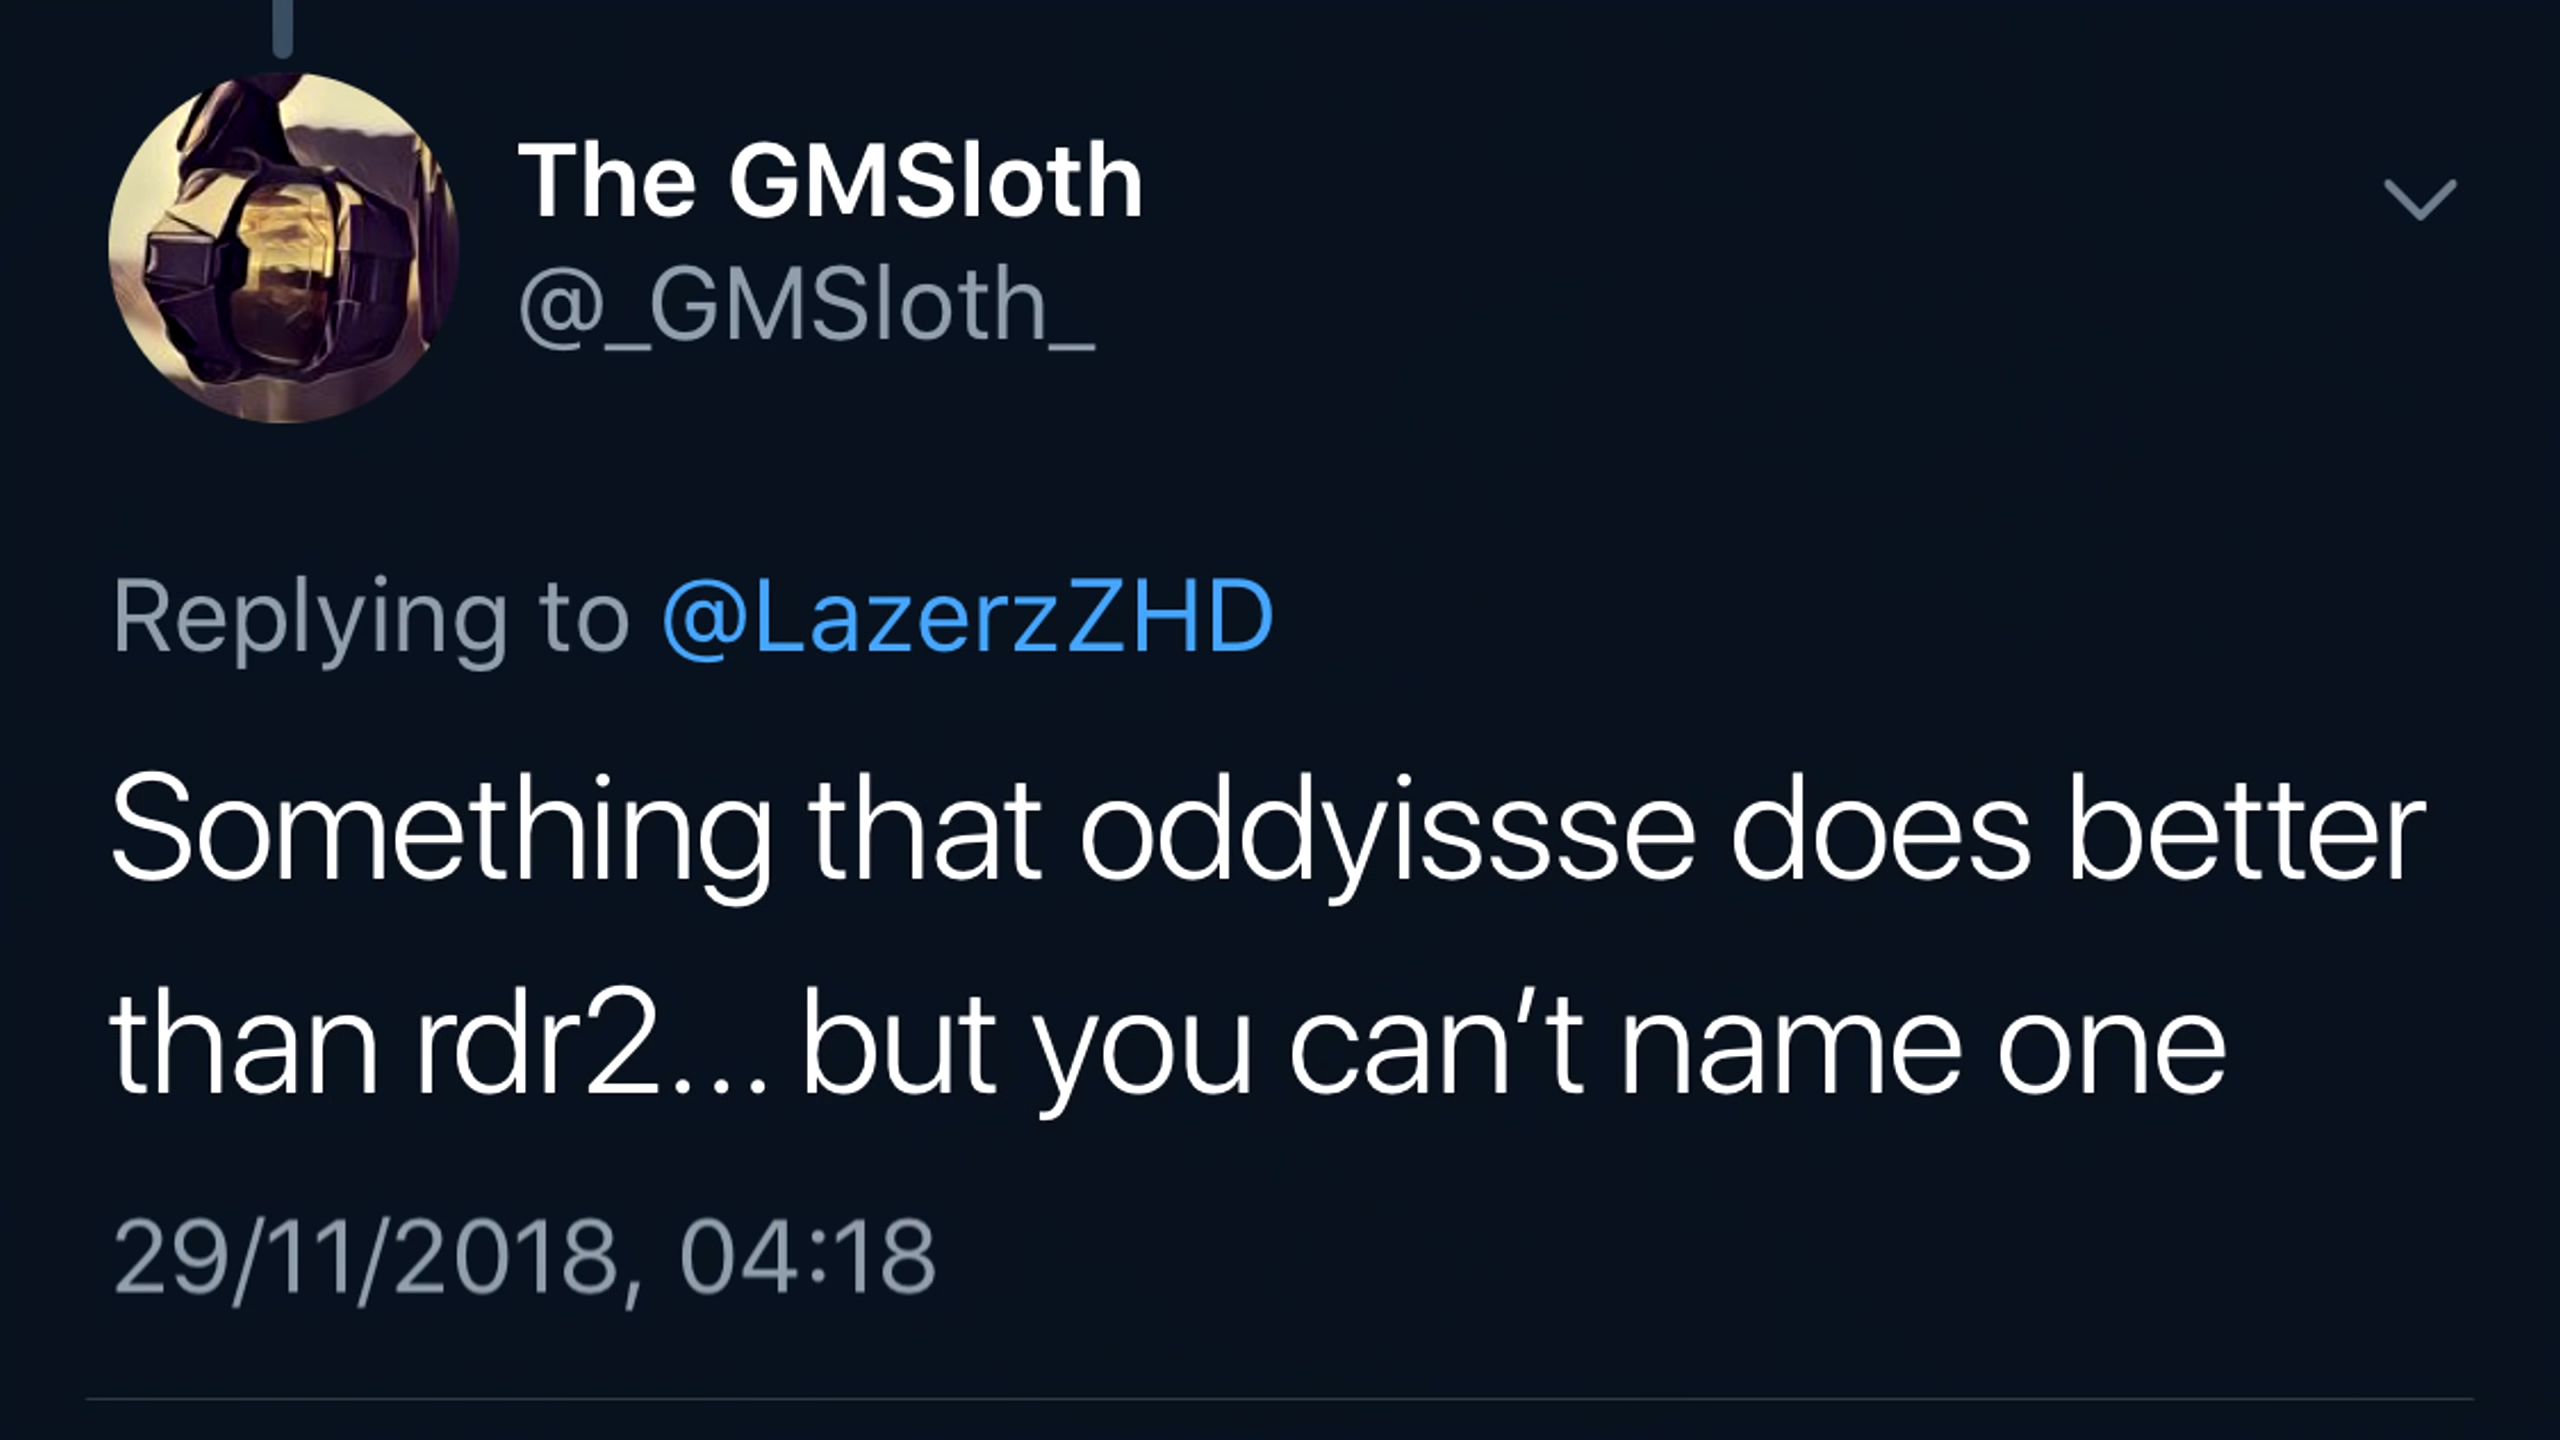 The GMSloth
@_GMSloth_
Replying to @LazerzZHD
Something that oddyissse does better
than rdr2... but you can't name one
29/11/2018, 04:18